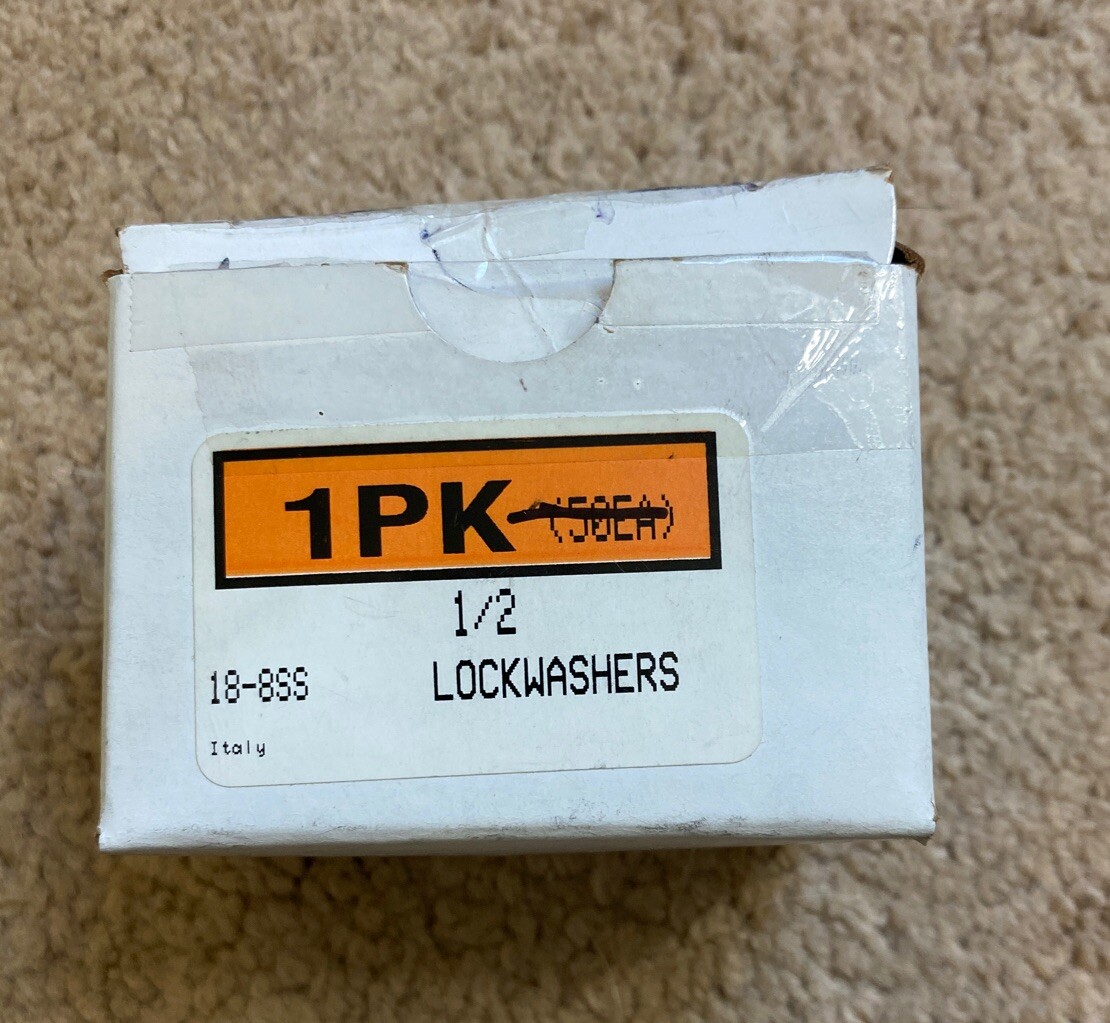 1PK (50EA)
1/2
18-8SS LOCKWASHERS
Italy